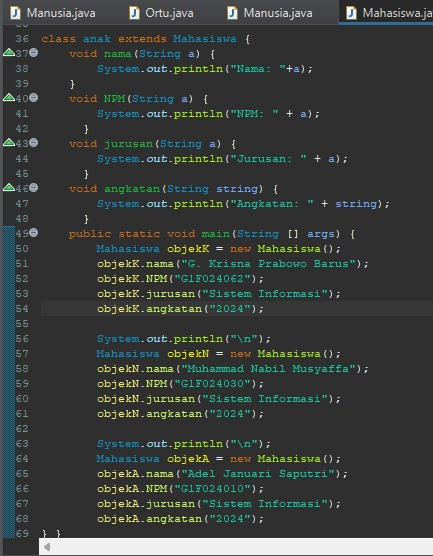 Manusia.java Ortu.java Manusia.java Mahasiswa.ja
36 class anak extends Mahasiswa {
37 void nama(String a) {
38 System.out.println("Nama: "+a);
39 }
40 void NPM(String a) {
41 System.out.println("NPM: " + a);
42 }
43 void jurusan(String a) {
44 System.out.println("Jurusan: " + a);
45 }
46 void angkatan(String string) {
47 System.out.println("Angkatan: " + string);
48 }
49 public static void main(String [] args) {
50 Mahasiswa objekK = new Mahasiswa();
51 objekK.nama("G. Krisna Prabowo Barus");
52 objekK.NPM("G1F024062");
53 objekK.jurusan("Sistem Informasi");
54 objekK.angkatan("2024");
55
56 System.out.println("\n");
57 Mahasiswa objekN = new Mahasiswa();
58 objekN.nama("Muhammad Nabil Musyaffa");
59 objekN.NPM("G1F024030");
60 objekN.jurusan("Sistem Informasi");
61 objekN.angkatan("2024");
62
63 System.out.println("\n");
64 Mahasiswa objekA = new Mahasiswa();
65 objekA.nama("Adel Januari Saputri");
66 objekA.NPM("G1F024010");
67 objekA.jurusan("Sistem Informasi");
68 objekA.angkatan("2024");
69 } }